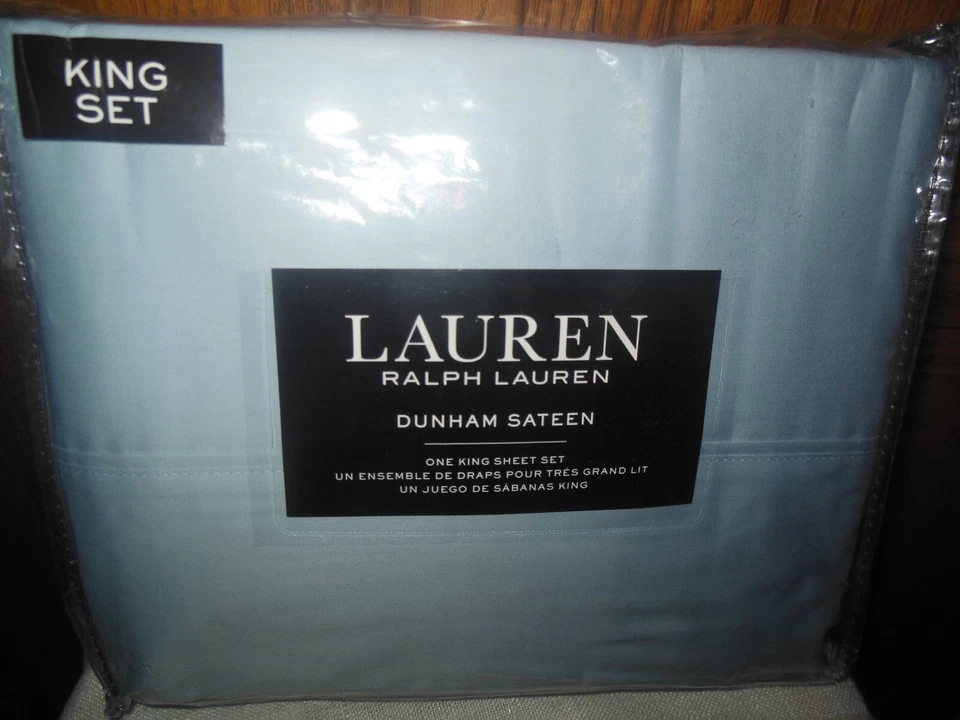 KING
SET
LAUREN
RALPH LAUREN
DUNHAM SATEEN
ONE KING SHEET SET
UN ENSEMBLE DE DRAPS POUR TRÉS GRAND LIT
UN JUEGO DE SÁBANAS KING